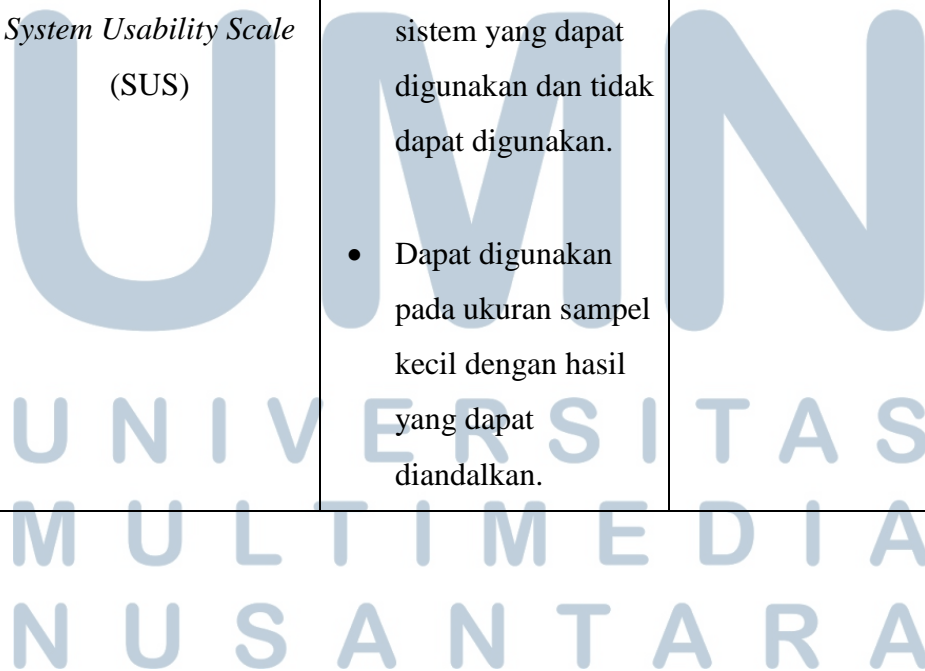 System Usability Scale
(SUS)
sistem yang dapat
digunakan dan tidak
dapat digunakan.
• Dapat digunakan
pada ukuran sampel
kecil dengan hasil
yang dapat
diandalkan.
UMN
UNIVERSITAS
MULTIMEDIA
NUSANTARA